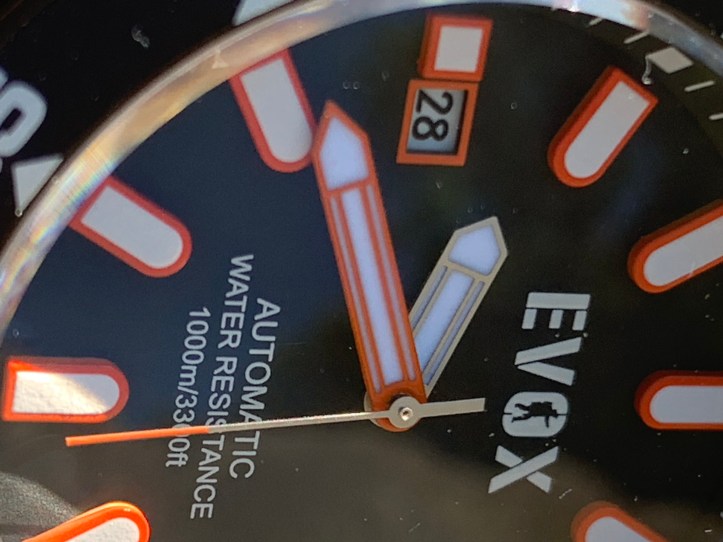 EVOX
28
AUTOMATIC
WATER RESISTANCE
1000m/3300ft